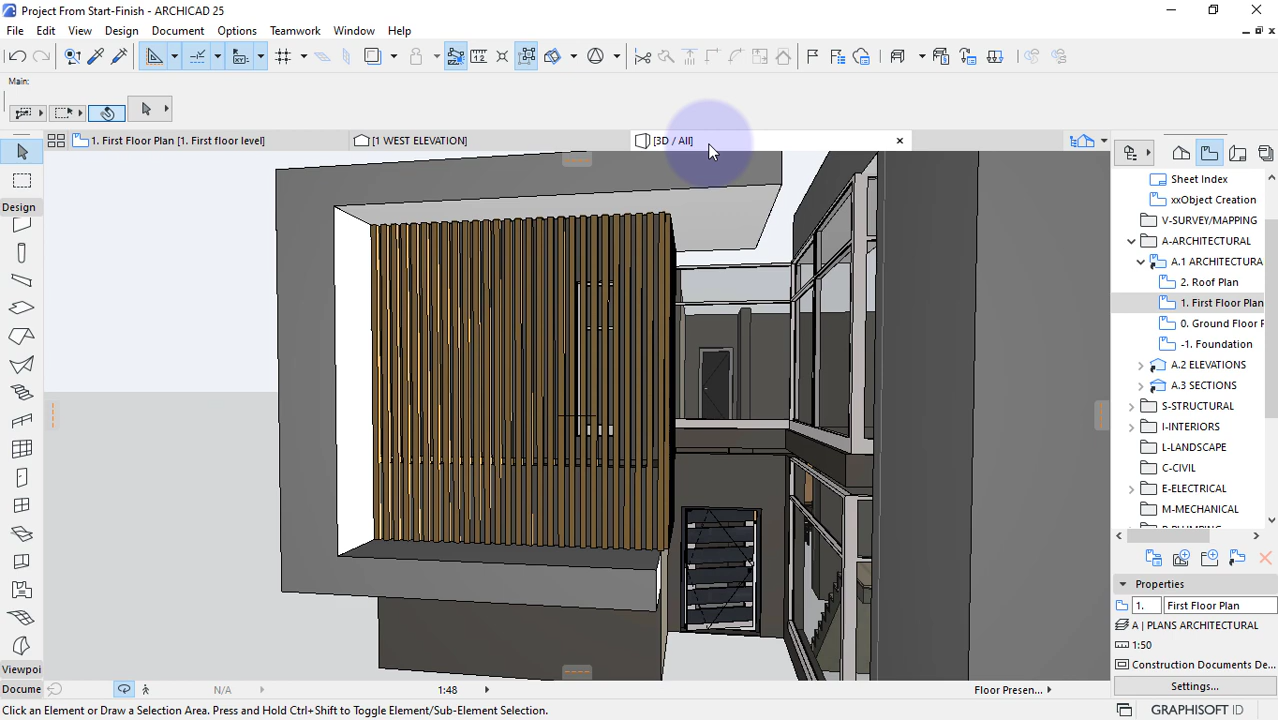 Project From Start-Finish - ARCHICAD 25
File Edit View Design Document Options Teamwork Window Help
Main:
1. First Floor Plan [1. First floor level]
[1 WEST ELEVATION]
[3D / All]
Design
Viewpoi
Docume
Sheet Index
xxObject Creation
V-SURVEY/MAPPING
A-ARCHITECTURAL
A.1 ARCHITECTURA
2. Roof Plan
1. First Floor Plan
0. Ground Floor F
-1. Foundation
A.2 ELEVATIONS
A.3 SECTIONS
S-STRUCTURAL
I-INTERIORS
L-LANDSCAPE
C-CIVIL
E-ELECTRICAL
M-MECHANICAL
Properties
1. First Floor Plan
A | PLANS ARCHITECTURAL
1:50
Construction Documents De...
Settings...
N/A 1:48 Floor Presen...
Click an Element or Draw a Selection Area. Press and Hold Ctrl+Shift to Toggle Element/Sub-Element Selection.
GRAPHISOFT ID